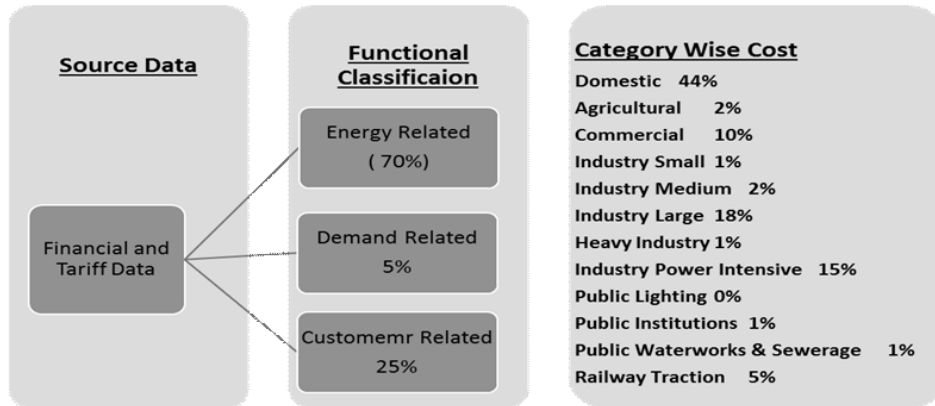 Source Data
Financial and
Tariff Data
Functional
Classificaion
Energy Related
( 70%)
Demand Related
5%
Customemr Related
25%
Category Wise Cost
Domestic 44%
Agricultural 2%
Commercial 10%
Industry Small 1%
Industry Medium 2%
Industry Large 18%
Heavy Industry 1%
Industry Power Intensive 15%
Public Lighting 0%
Public Institutions 1%
Public Waterworks & Sewerage 1%
Railway Traction 5%